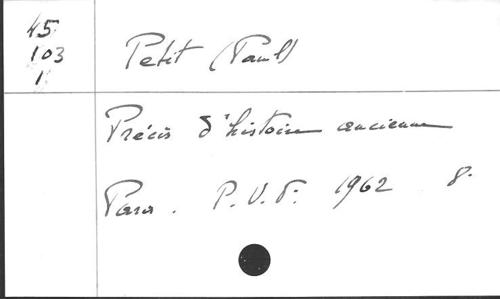 45
103
1
Petit (Paul)
Précis d'histoire ancienne
Paris. P.U.F. 1962 8.